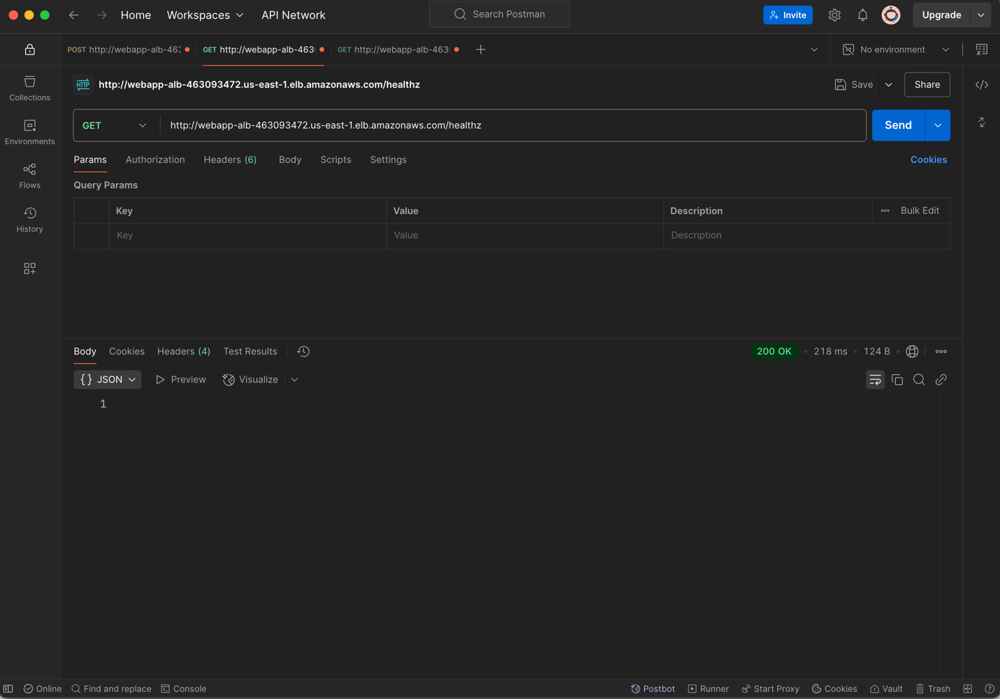 Home Workspaces API Network Search Postman Invite Upgrade
POST http://webapp-alb-463 GET http://webapp-alb-463 GET http://webapp-alb-463 No environment
Collections
Environments
Flows
History
HTTP http://webapp-alb-463093472.us-east-1.elb.amazonaws.com/healthz Save Share
GET http://webapp-alb-463093472.us-east-1.elb.amazonaws.com/healthz Send
Params Authorization Headers (6) Body Scripts Settings Cookies
Query Params
Key Value Description Bulk Edit
Key Value Description
Body Cookies Headers (4) Test Results 200 OK • 218 ms • 124 B •
{} JSON Preview Visualize
1
Online Find and replace Console Postbot Runner Start Proxy Cookies Vault Trash